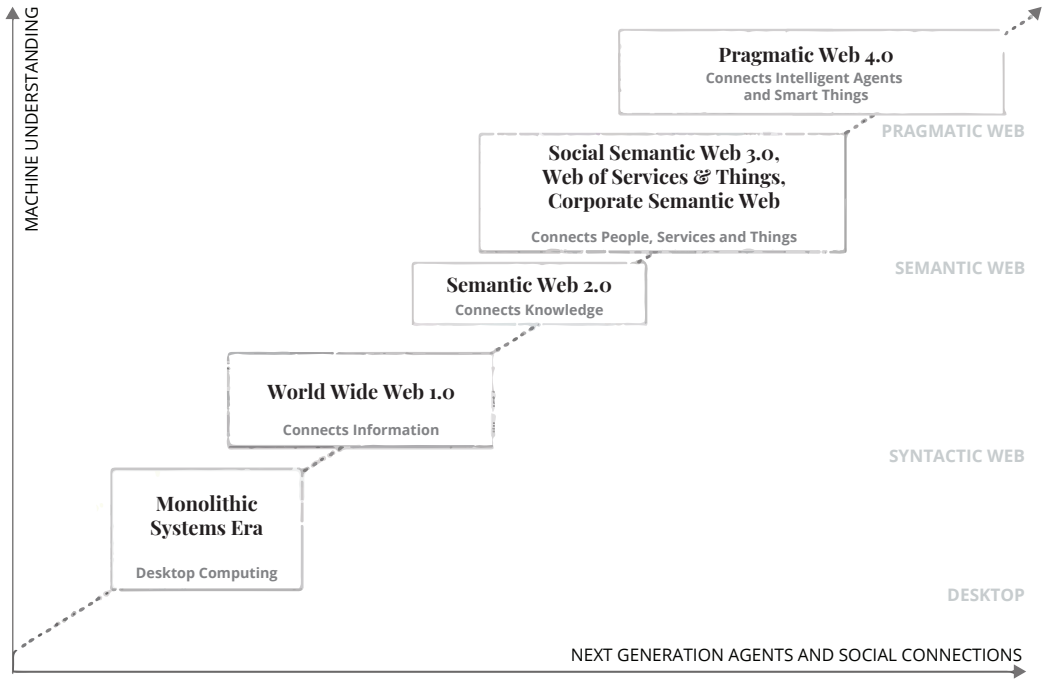 MACHINE UNDERSTANDING
Pragmatic Web 4.0
Connects Intelligent Agents
and Smart Things
PRAGMATIC WEB
Social Semantic Web 3.0,
Web of Services & Things,
Corporate Semantic Web
Connects People, Services and Things
SEMANTIC WEB
Semantic Web 2.0
Connects Knowledge
World Wide Web 1.0
Connects Information
SYNTACTIC WEB
Monolithic
Systems Era
Desktop Computing
DESKTOP
NEXT GENERATION AGENTS AND SOCIAL CONNECTIONS